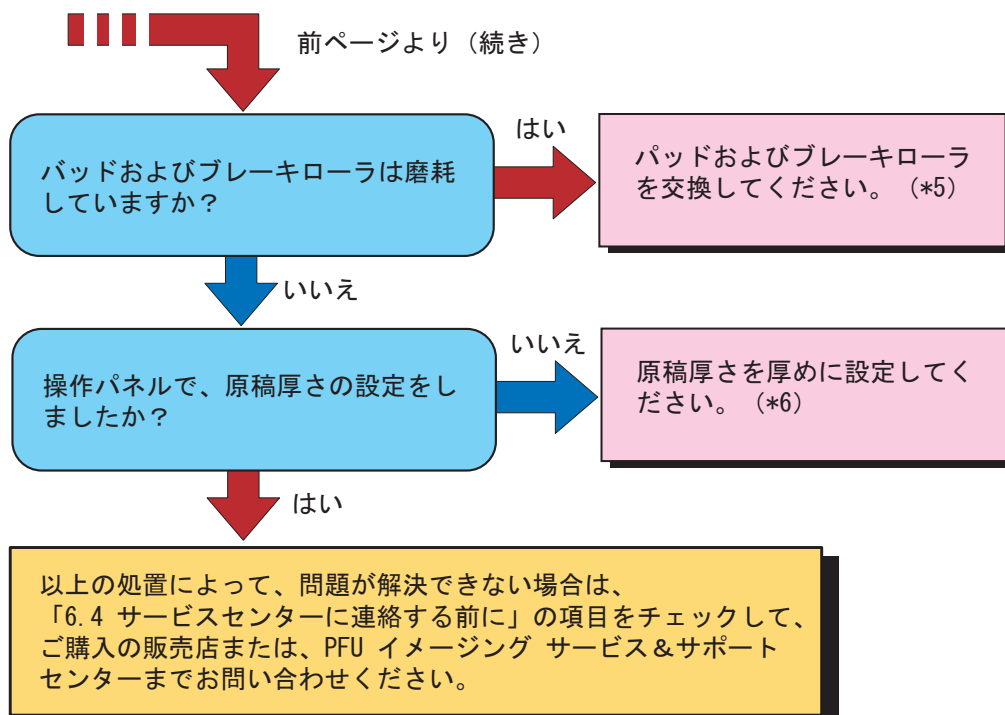 前ページより（続き）
はい
バッドおよびブレーキローラは磨耗
していますか？
パッドおよびブレーキローラ
を交換してください。（*5）
いいえ
いいえ
操作パネルで、原稿厚さの設定をし
ましたか？
原稿厚さを厚めに設定してく
ださい。（*6）
はい
以上の処置によって、問題が解決できない場合は、
「6.4 サービスセンターに連絡する前に」の項目をチェックして、
ご購入の販売店または、PFU イメージング サービス＆サポート
センターまでお問い合わせください。